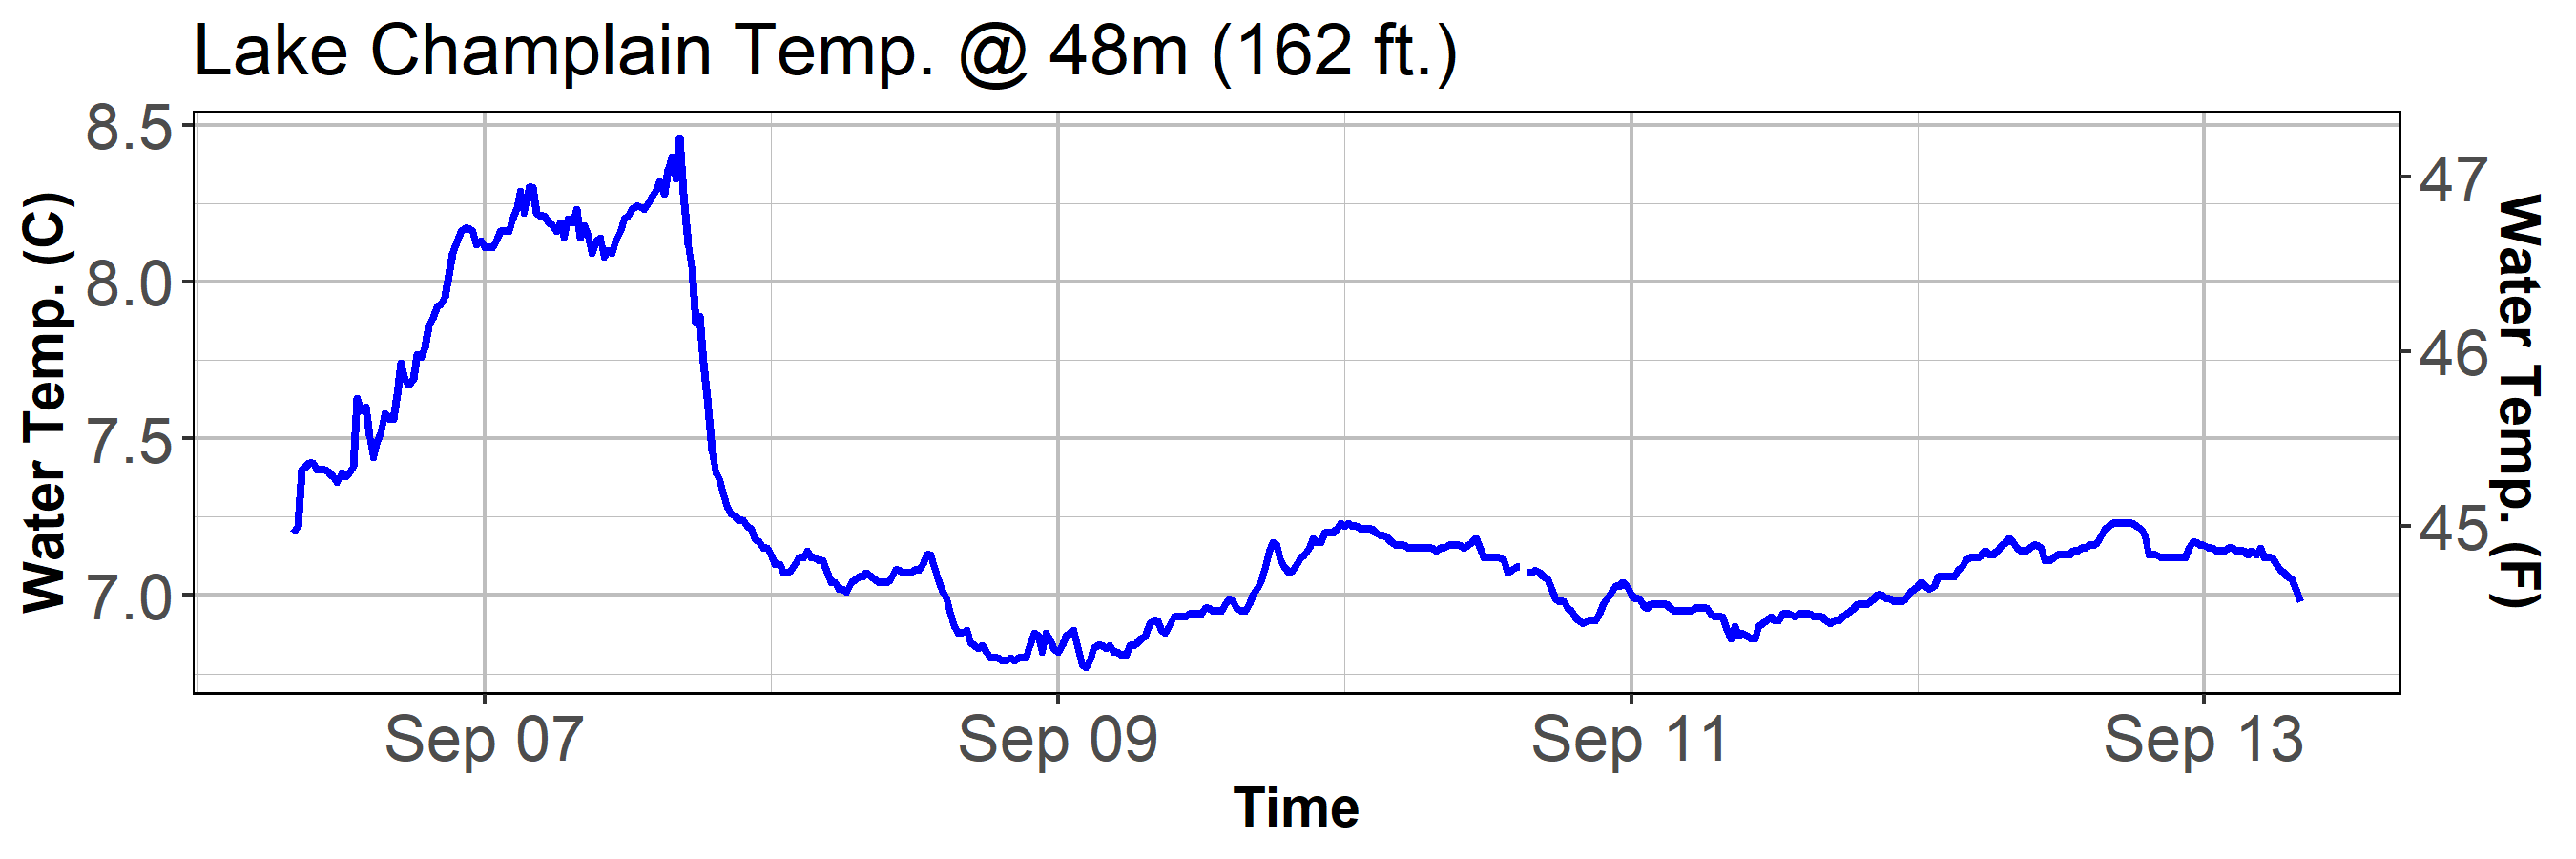 Lake Champlain Temp. @ 48m (162 ft.)
Water Temp. (C)
8.5
8.0
7.5
7.0
47
46
45
Water Temp. (F)
Sep 07 Sep 09 Sep 11 Sep 13
Time